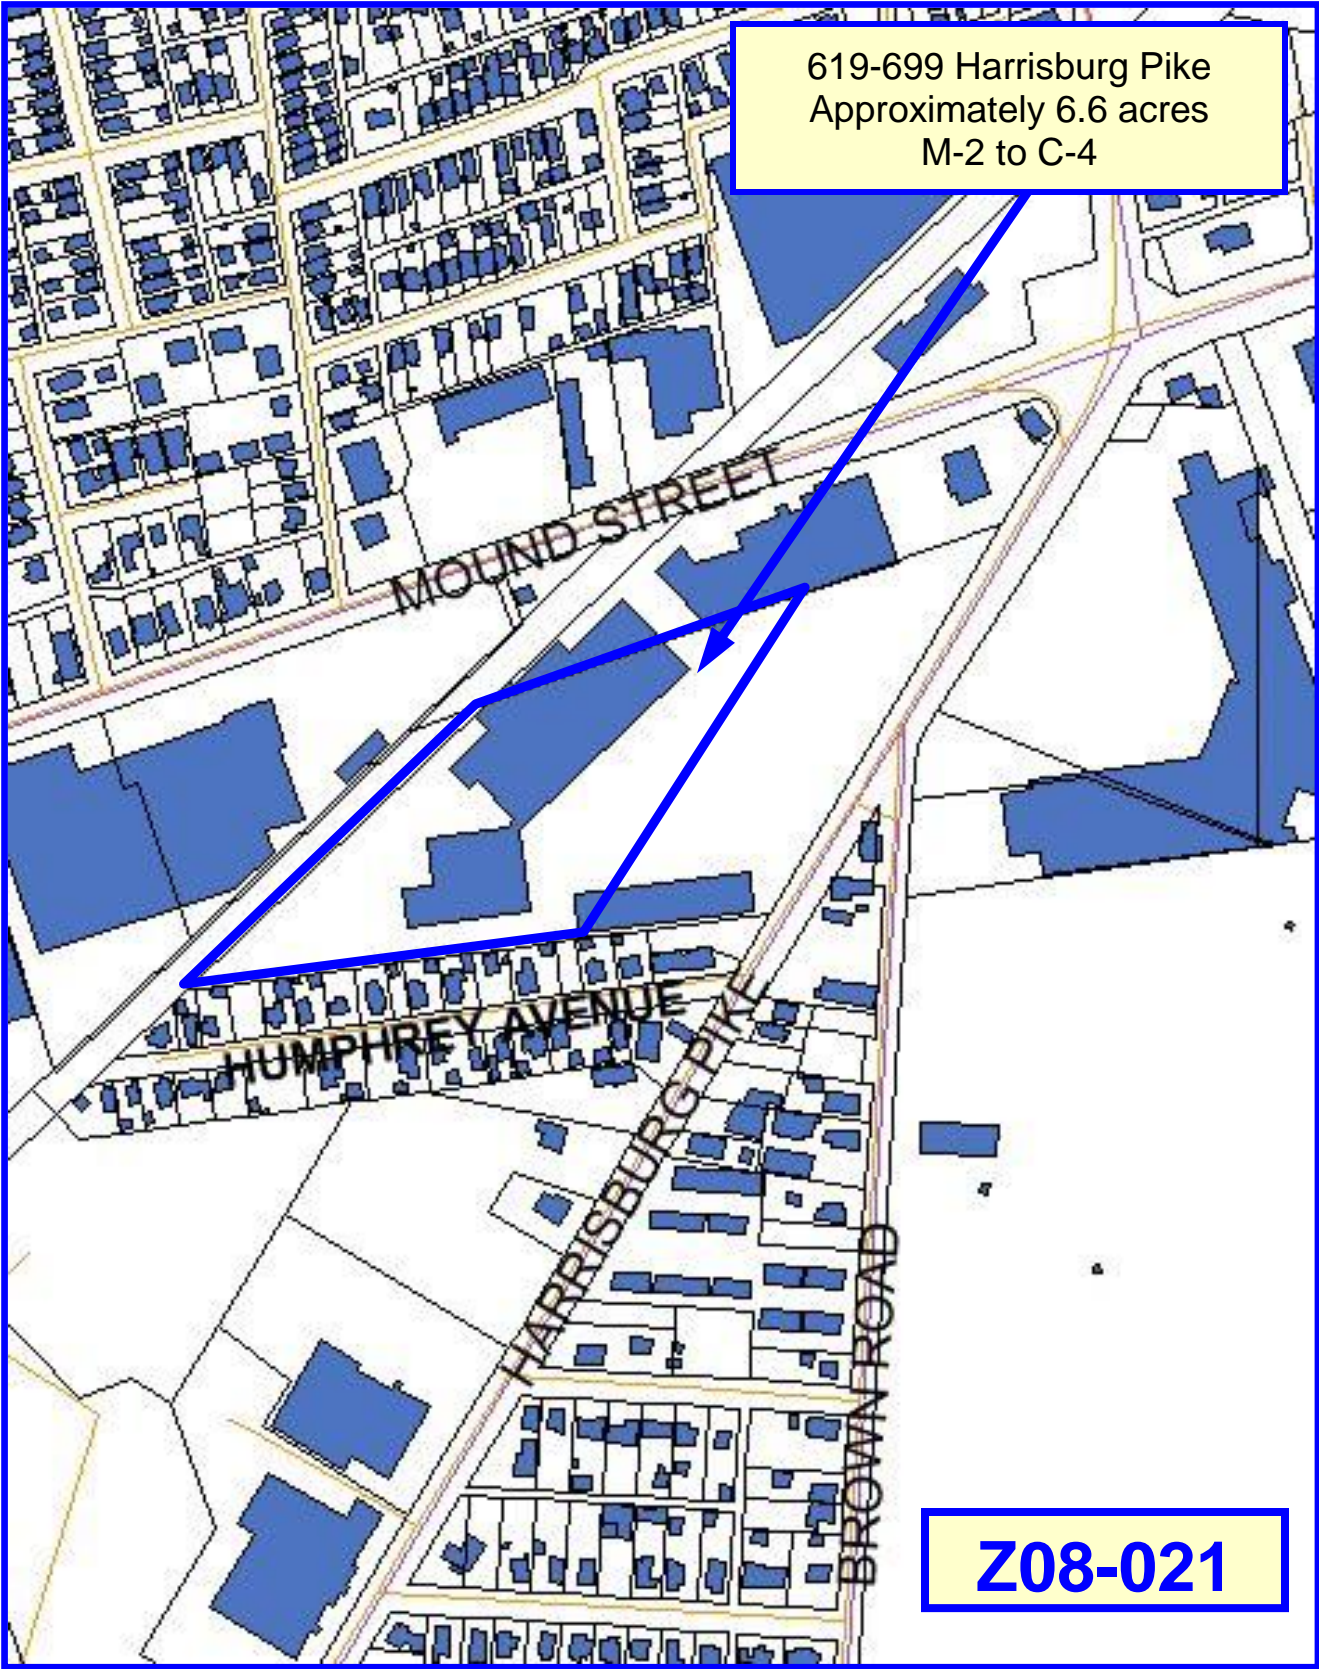 619-699 Harrisburg Pike
Approximately 6.6 acres
M-2 to C-4
MOUND STREET
HUMPHREY AVENUE
HARRISBURG PIKE
BROWN ROAD
Z08-021